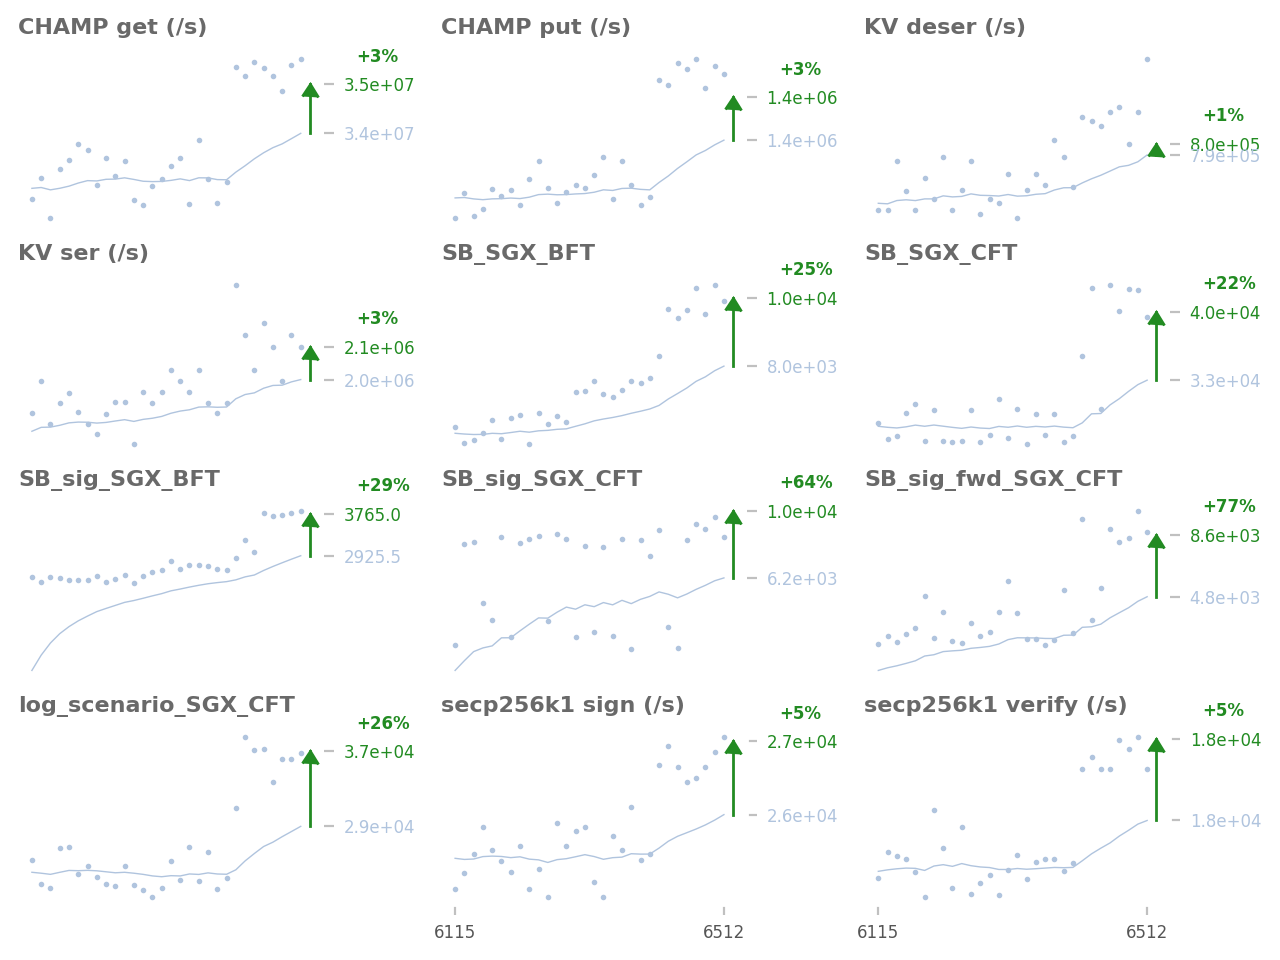 CHAMP get (/s)
+3%
3.5e+07
3.4e+07
CHAMP put (/s)
+3%
1.4e+06
1.4e+06
KV deser (/s)
+1%
8.0e+05
7.9e+05
KV ser (/s)
+3%
2.1e+06
2.0e+06
SB_SGX_BFT
+25%
1.0e+04
8.0e+03
SB_SGX_CFT
+22%
4.0e+04
3.3e+04
SB_sig_SGX_BFT
+29%
3765.0
2925.5
SB_sig_SGX_CFT
+64%
1.0e+04
6.2e+03
SB_sig_fwd_SGX_CFT
+77%
8.6e+03
4.8e+03
log_scenario_SGX_CFT
+26%
3.7e+04
2.9e+04
secp256k1 sign (/s)
+5%
2.7e+04
2.6e+04
6115
6512
secp256k1 verify (/s)
+5%
1.8e+04
1.8e+04
6115
6512